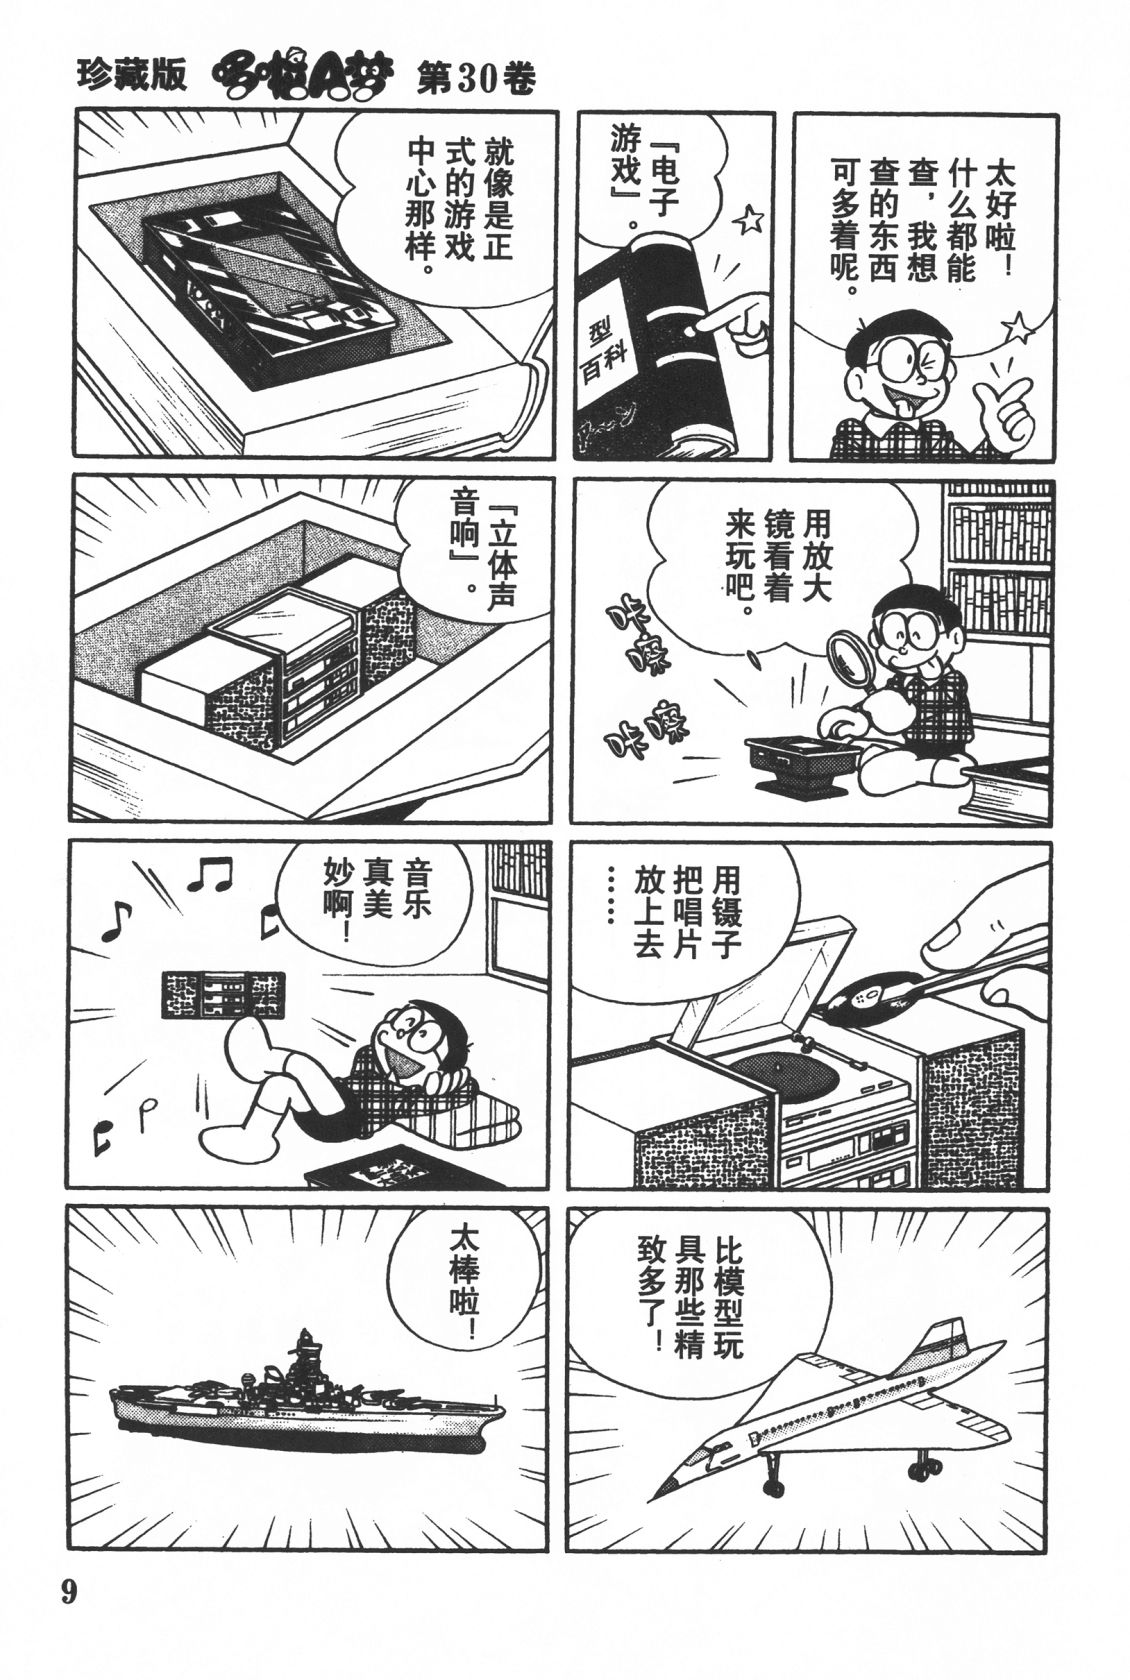 珍藏版 哆啦A梦 第30卷
太好啦！
什么都能
查，我想
查的东西
可多着呢。
『电子
游戏』。
型
百科
就像是正
式的游戏
中心那样。
用放大
镜看着
来玩吧。
咔
嚓
咔嚓
『立体声
音响』。
用镊子
把唱片
放上去
……
音乐
真美
妙啊！
比模型玩
具那些精
致多了！
太棒啦！
9